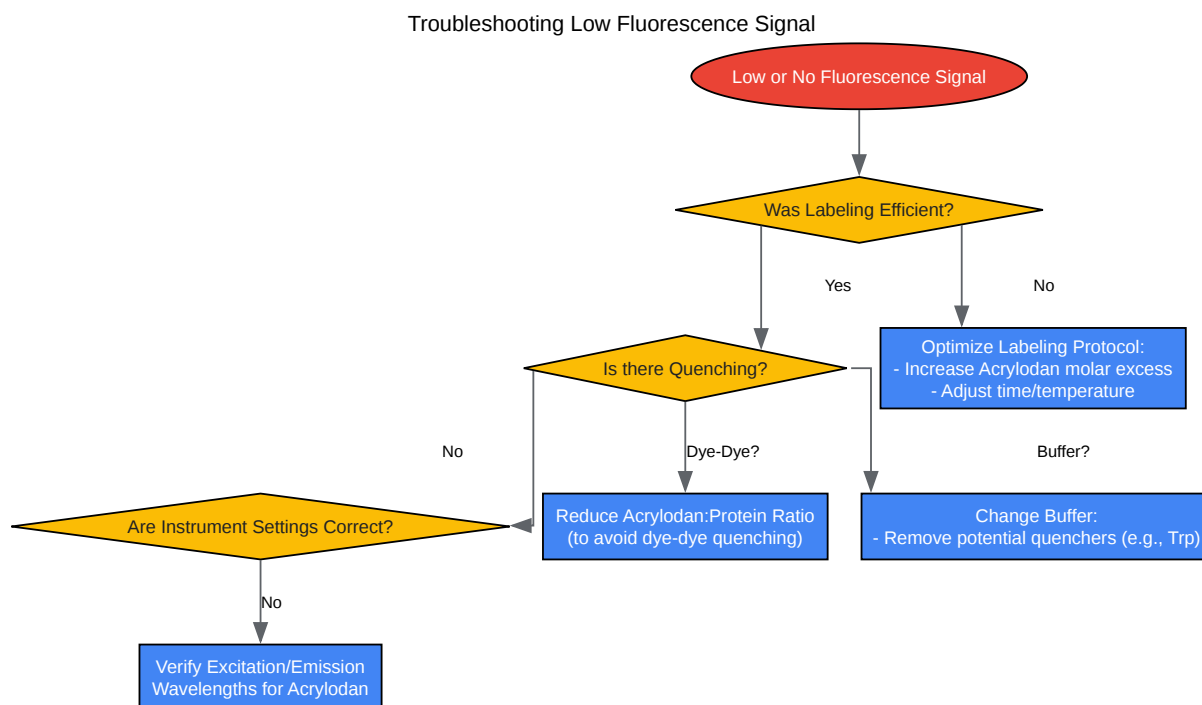 Troubleshooting Low Fluorescence Signal
Low or No Fluorescence Signal
Was Labeling Efficient?
Yes
No
Optimize Labeling Protocol:
- Increase Acrylodan molar excess
- Adjust time/temperature
Is there Quenching?
No
Dye-Dye?
Buffer?
Are Instrument Settings Correct?
Reduce Acrylodan:Protein Ratio
(to avoid dye-dye quenching)
Change Buffer:
- Remove potential quenchers (e.g., Trp)
No
Verify Excitation/Emission
Wavelengths for Acrylodan